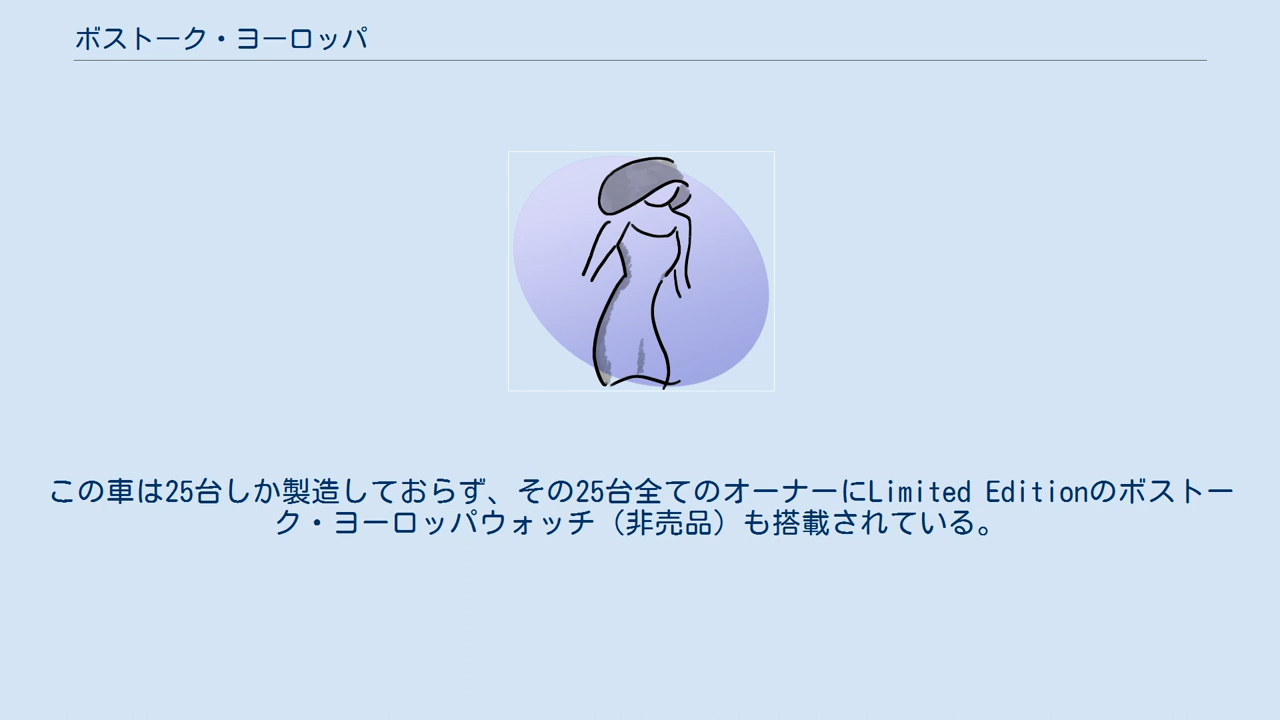 ボストーク・ヨーロッパ
この車は25台しか製造しておらず、その25台全てのオーナーにLimited Editionのボストー
ク・ヨーロッパウォッチ（非売品）も搭載されている。